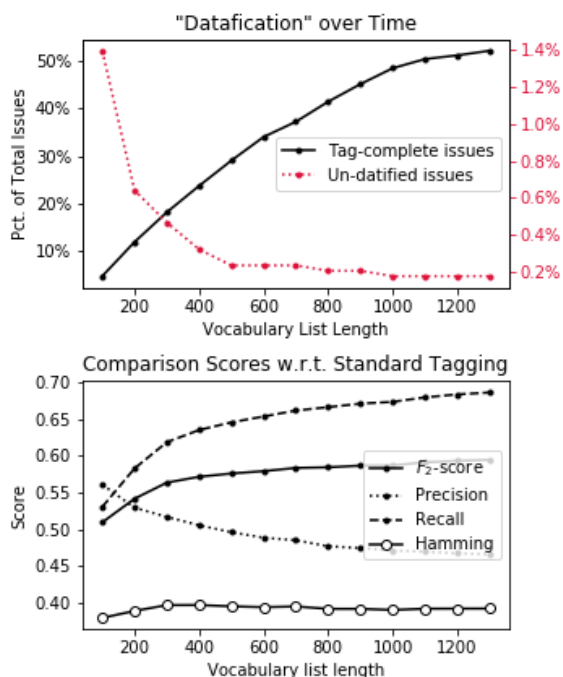 "Datafication" over Time
Pct. of Total Issues
50%
40%
30%
20%
10%
1.4%
1.2%
1.0%
0.8%
0.6%
0.4%
0.2%
Tag-complete issues
Un-datified issues
200 400 600 800 1000 1200
Vocabulary List Length
Comparison Scores w.r.t. Standard Tagging
Score
0.70
0.65
0.60
0.55
0.50
0.45
0.40
F2-score
Precision
Recall
Hamming
200 400 600 800 1000 1200
Vocabulary list length